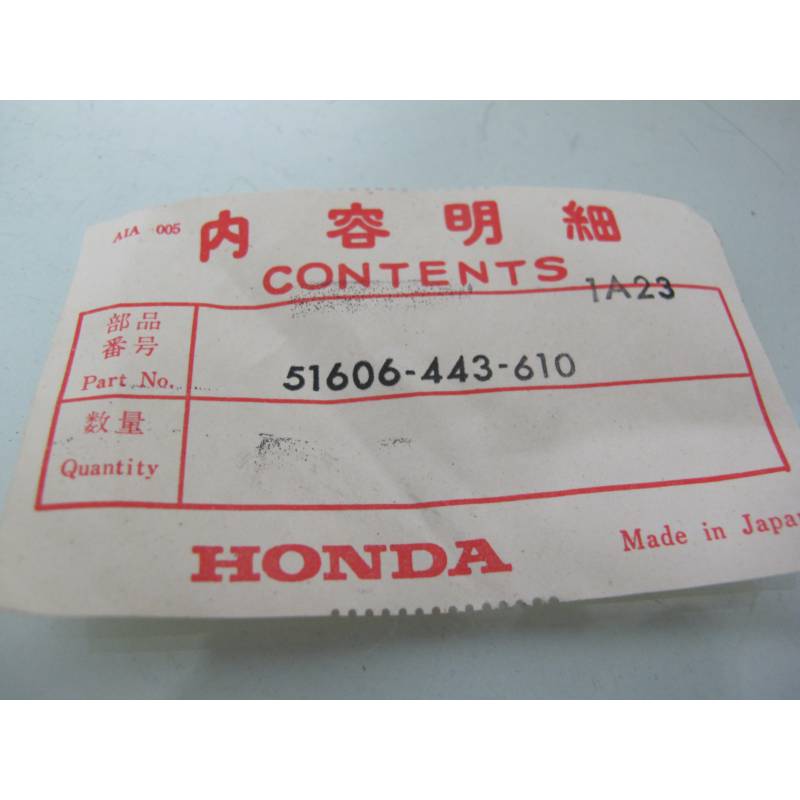 AIA 005
内容明細
CONTENTS
1A23
部品
番号
Part No.
51606-443-610
数量
Quantity
HONDA
Made in Japan